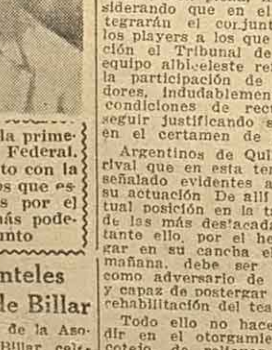 la prime-
Federal.
to con la
os que es-
s por el
más pode-
nto
nteles
de Billar
de la Aso-
siderando que en el
tegrarán el conjun
los players a los que
ción el Tribunal de
equipo albiceleste
la participación de
dores, indudablemen
condiciones de
seguir justificando s
en el certamen de
Argentinos de Qui
rival que en esta te
señalado evidentes a
su actuación De allí
tual posición en la t
de las más destacada
tante ello, por el he
gar en su cancha el
mañana, debe ser
como adversario de
y capaz de postergar
rehabilitación del tea
Todo ello no hace
dir en el otorgamie